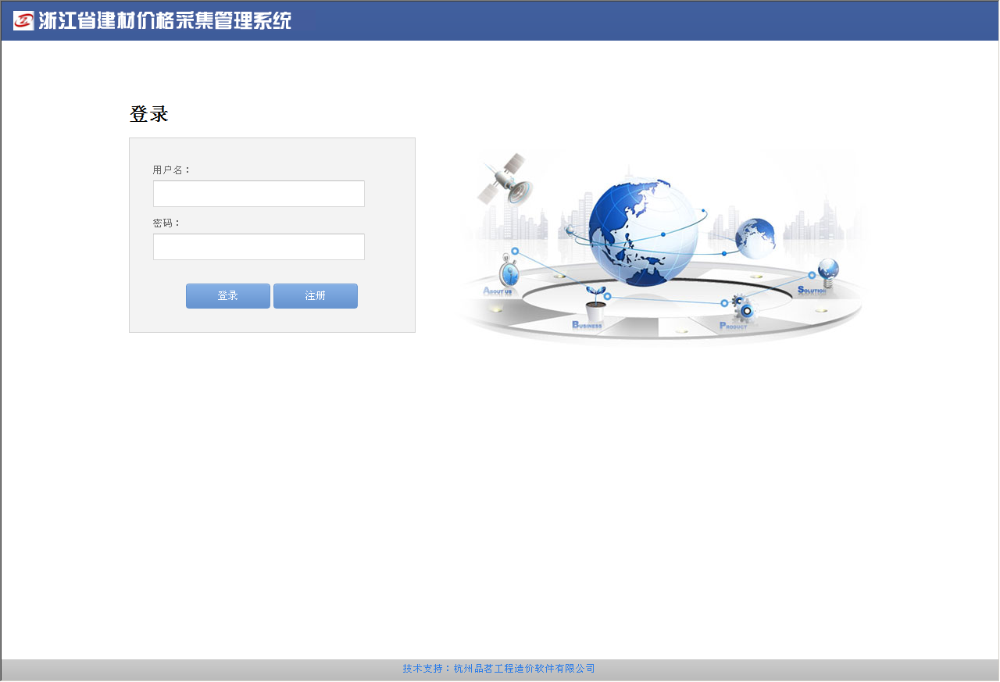 浙江省建材价格采集管理系统
登录
用户名：
密码：
登录 注册
ABOUT US
SOLUTION
BUSINESS
PRODUCT
技术支持：杭州品茗工程造价软件有限公司